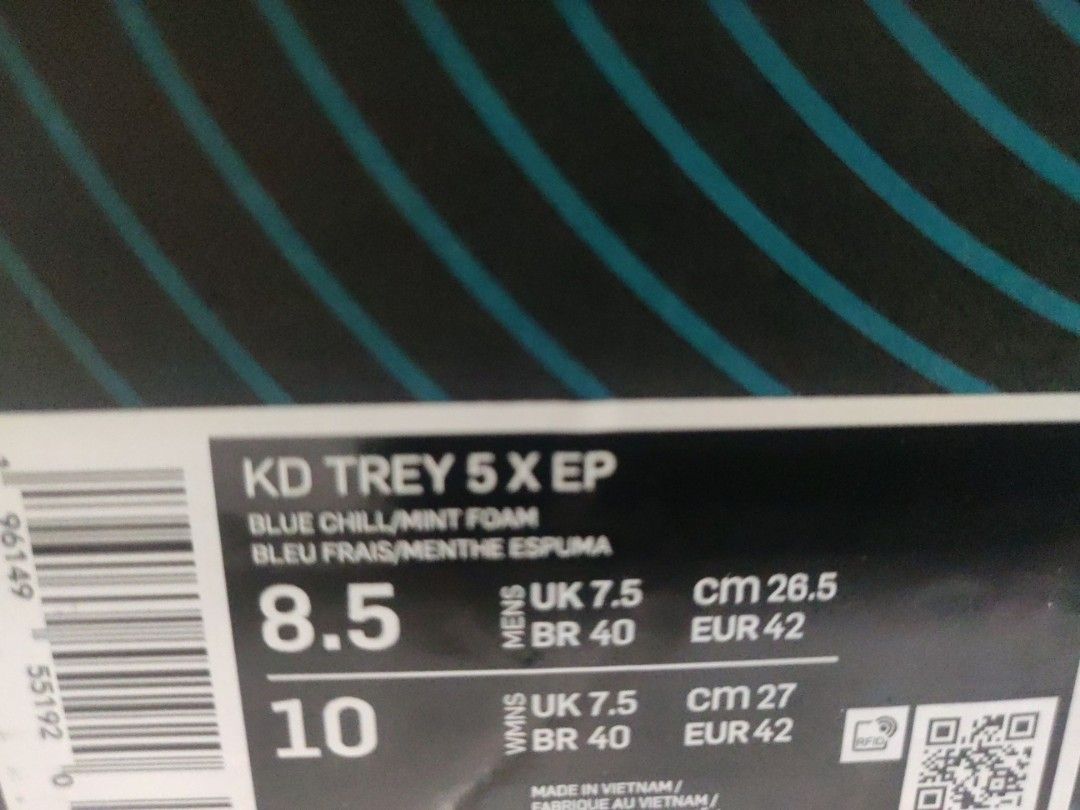 KD TREY 5 X EP
BLUE CHILL/MINT FOAM
BLEU FRAIS/MENTHE ESPUMA
8.5
MENS
UK 7.5
cm 26.5
BR 40
EUR 42
10
WMNS
UK 7.5
cm 27
BR 40
EUR 42
RFID
MADE IN VIETNAM /
FABRIQUE AU VIETNAM /
1 96149 55192 0